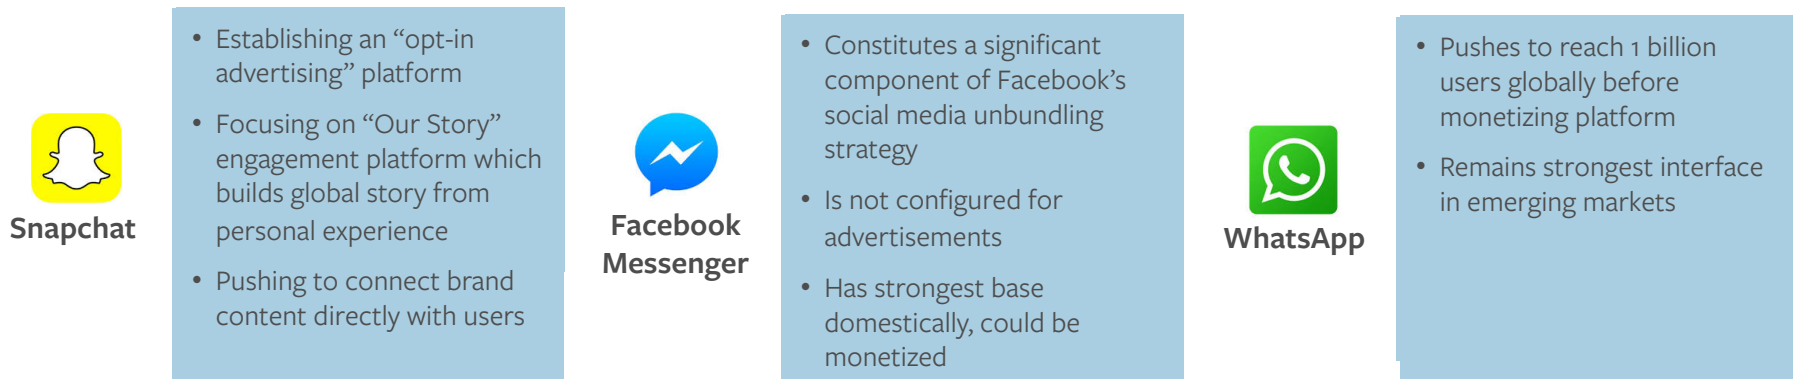 Snapchat
• Establishing an “opt-in
advertising” platform
• Focusing on “Our Story”
engagement platform which
builds global story from
personal experience
• Pushing to connect brand
content directly with users
Facebook
Messenger
• Constitutes a significant
component of Facebook’s
social media unbundling
strategy
• Is not configured for
advertisements
• Has strongest base
domestically, could be
monetized
WhatsApp
• Pushes to reach 1 billion
users globally before
monetizing platform
• Remains strongest interface
in emerging markets